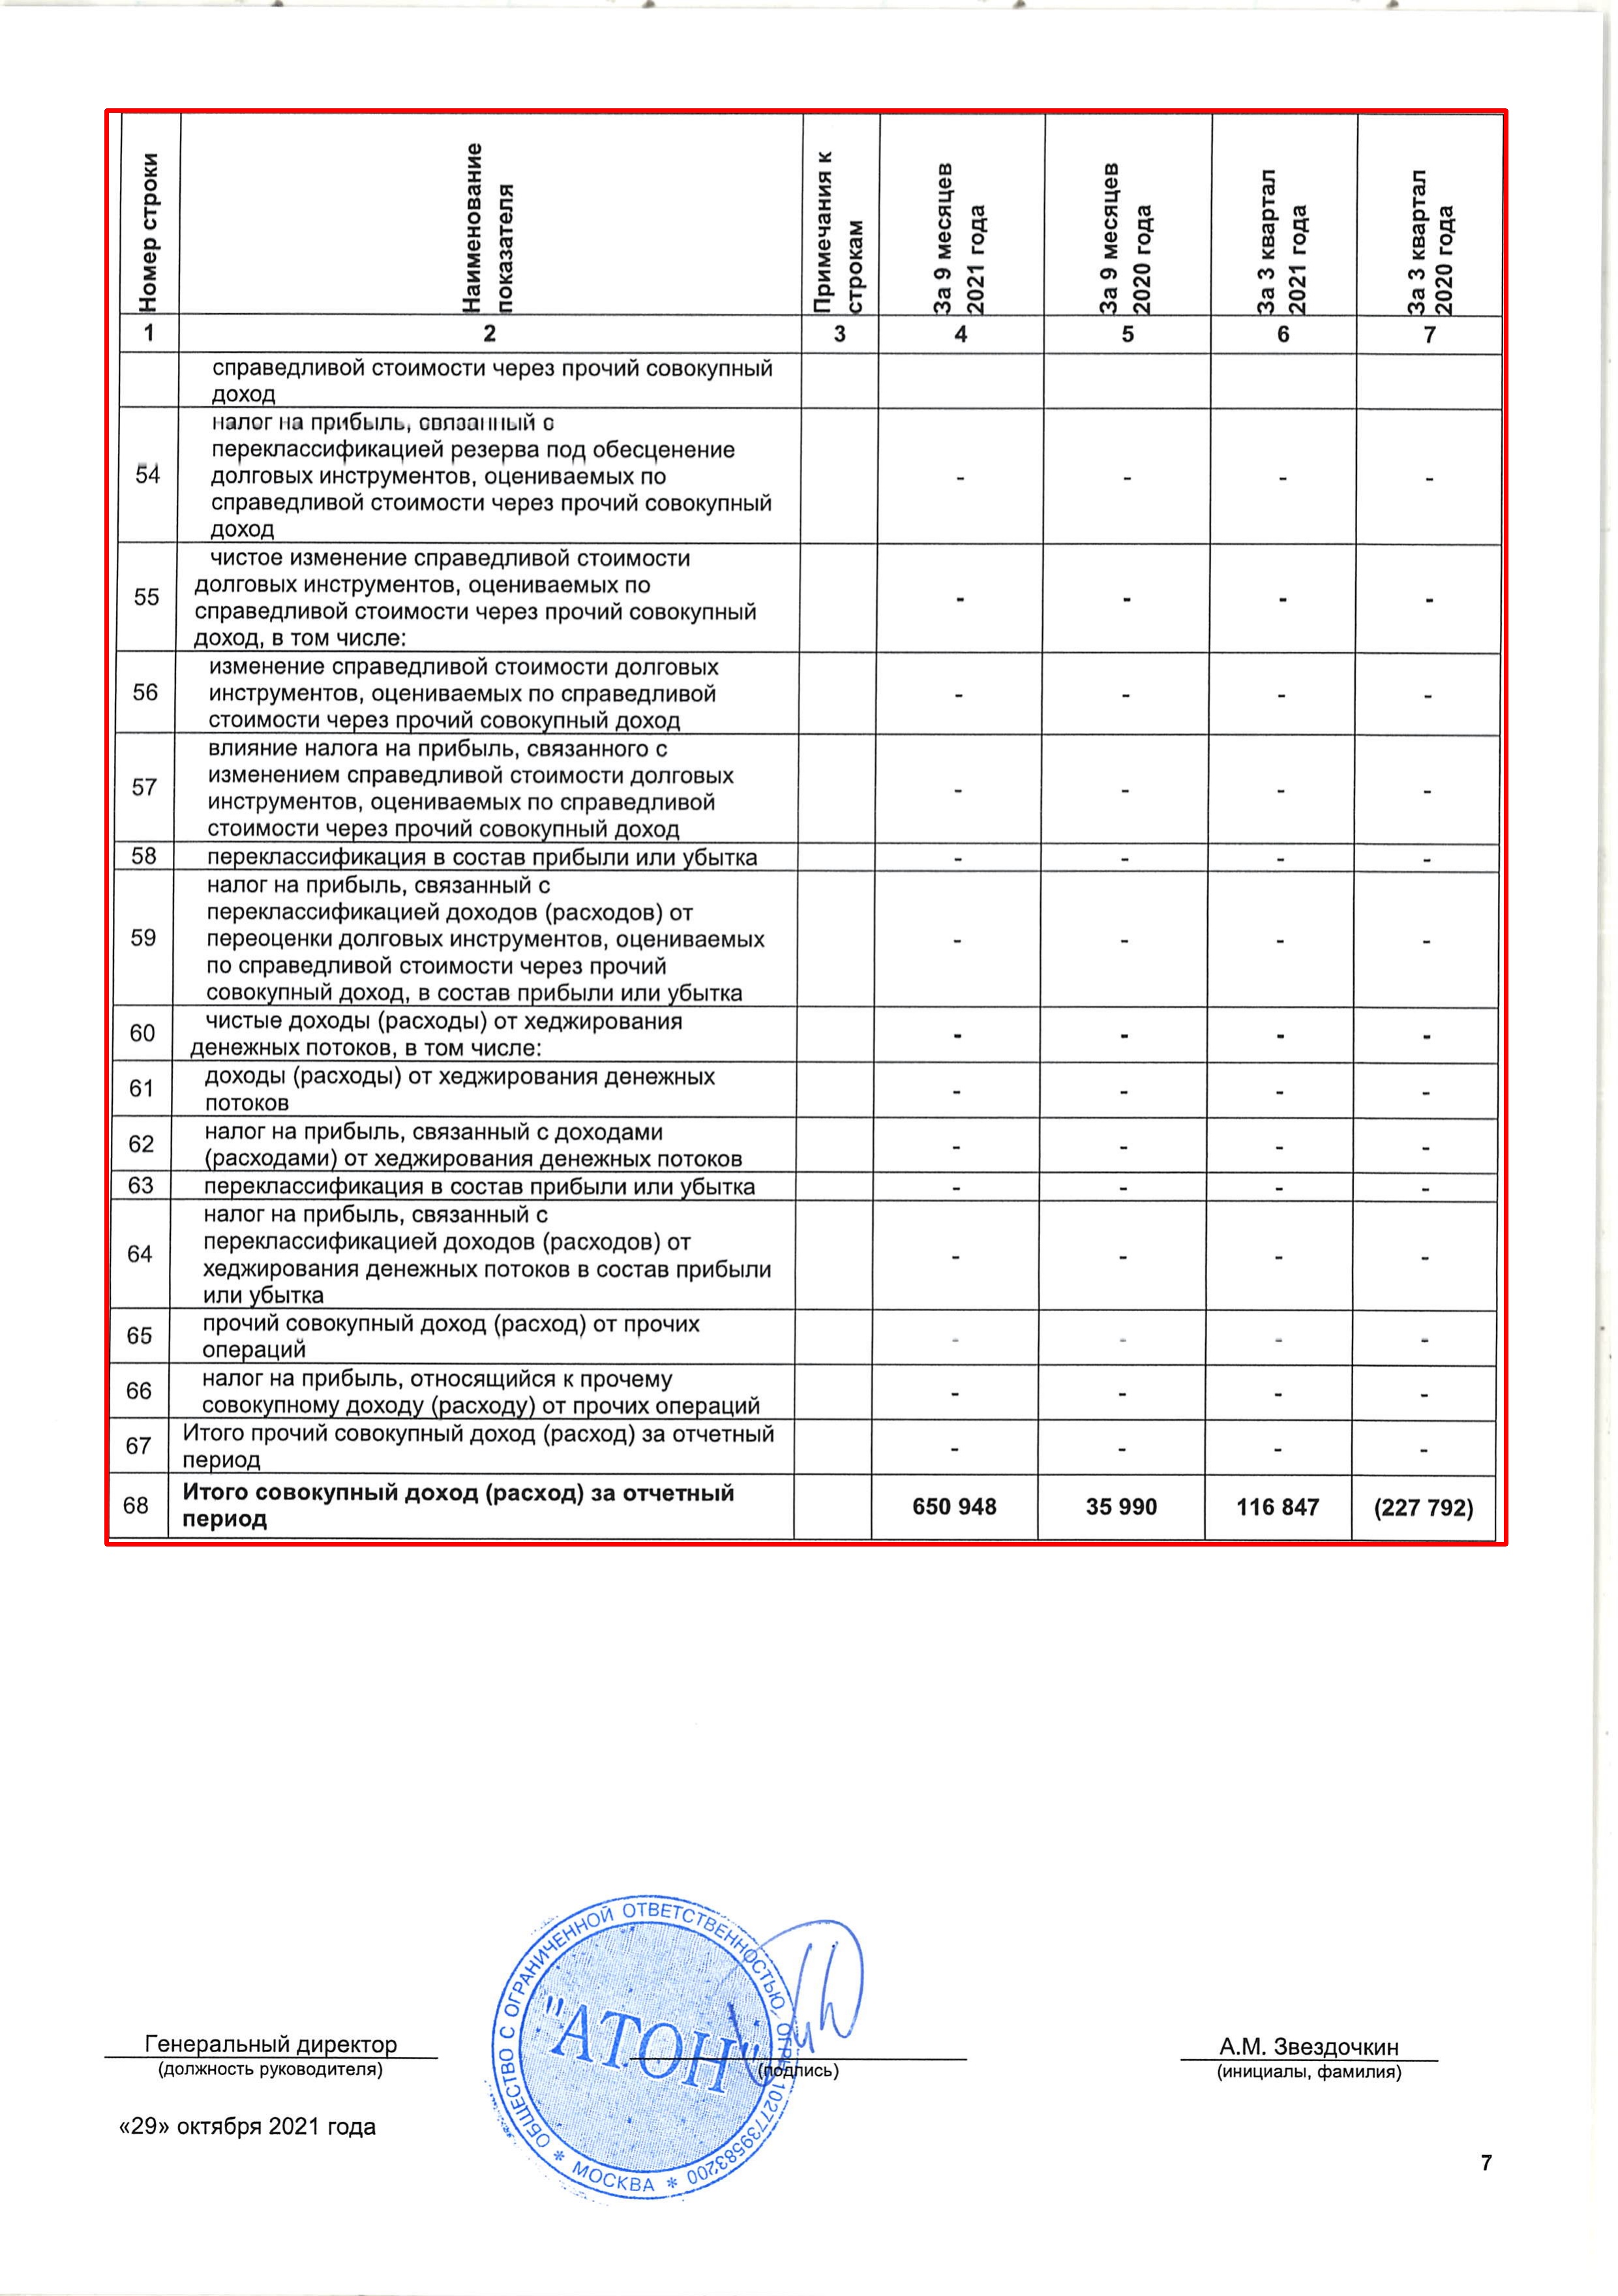 Номер строки
Наименование
показателя
Примечания к
строкам
За 9 месяцев
2021 года
За 9 месяцев
2020 года
За 3 квартал
2021 года
За 3 квартал
2020 года
1 2 3 4 5 6 7
справедливой стоимости через прочий совокупный
доход
налог на прибыль, связанный с
переклассификацией резерва под обесценение
54 долговых инструментов, оцениваемых по - - - -
справедливой стоимости через прочий совокупный
доход
чистое изменение справедливой стоимости
долговых инструментов, оцениваемых по
55 справедливой стоимости через прочий совокупный - - - -
доход, в том числе:
изменение справедливой стоимости долговых
56 инструментов, оцениваемых по справедливой - - - -
стоимости через прочий совокупный доход
влияние налога на прибыль, связанного с
изменением справедливой стоимости долговых
57 инструментов, оцениваемых по справедливой - - - -
стоимости через прочий совокупный доход
58 переклассификация в состав прибыли или убытка - - - -
налог на прибыль, связанный с
переклассификацией доходов (расходов) от
59 переоценки долговых инструментов, оцениваемых - - - -
по справедливой стоимости через прочий
совокупный доход, в состав прибыли или убытка
60 чистые доходы (расходы) от хеджирования - - - -
денежных потоков, в том числе:
61 доходы (расходы) от хеджирования денежных - - - -
потоков
62 налог на прибыль, связанный с доходами - - - -
(расходами) от хеджирования денежных потоков
63 переклассификация в состав прибыли или убытка - - - -
налог на прибыль, связанный с
переклассификацией доходов (расходов) от
64 хеджирования денежных потоков в состав прибыли - - - -
или убытка
65 прочий совокупный доход (расход) от прочих - - - -
операций
66 налог на прибыль, относящийся к прочему - - - -
совокупному доходу (расходу) от прочих операций
67 Итого прочий совокупный доход (расход) за отчетный - - - -
период
68 Итого совокупный доход (расход) за отчетный 650 948 35 990 116 847 (227 792)
период
ОБЩЕСТВО С ОГРАНИЧЕННОЙ ОТВЕТСТВЕННОСТЬЮ, ОГРН 1027739583200
* МОСКВА *
"АТОН"
Генеральный директор А.М. Звездочкин
(должность руководителя) (подпись) (инициалы, фамилия)
«29» октября 2021 года
7